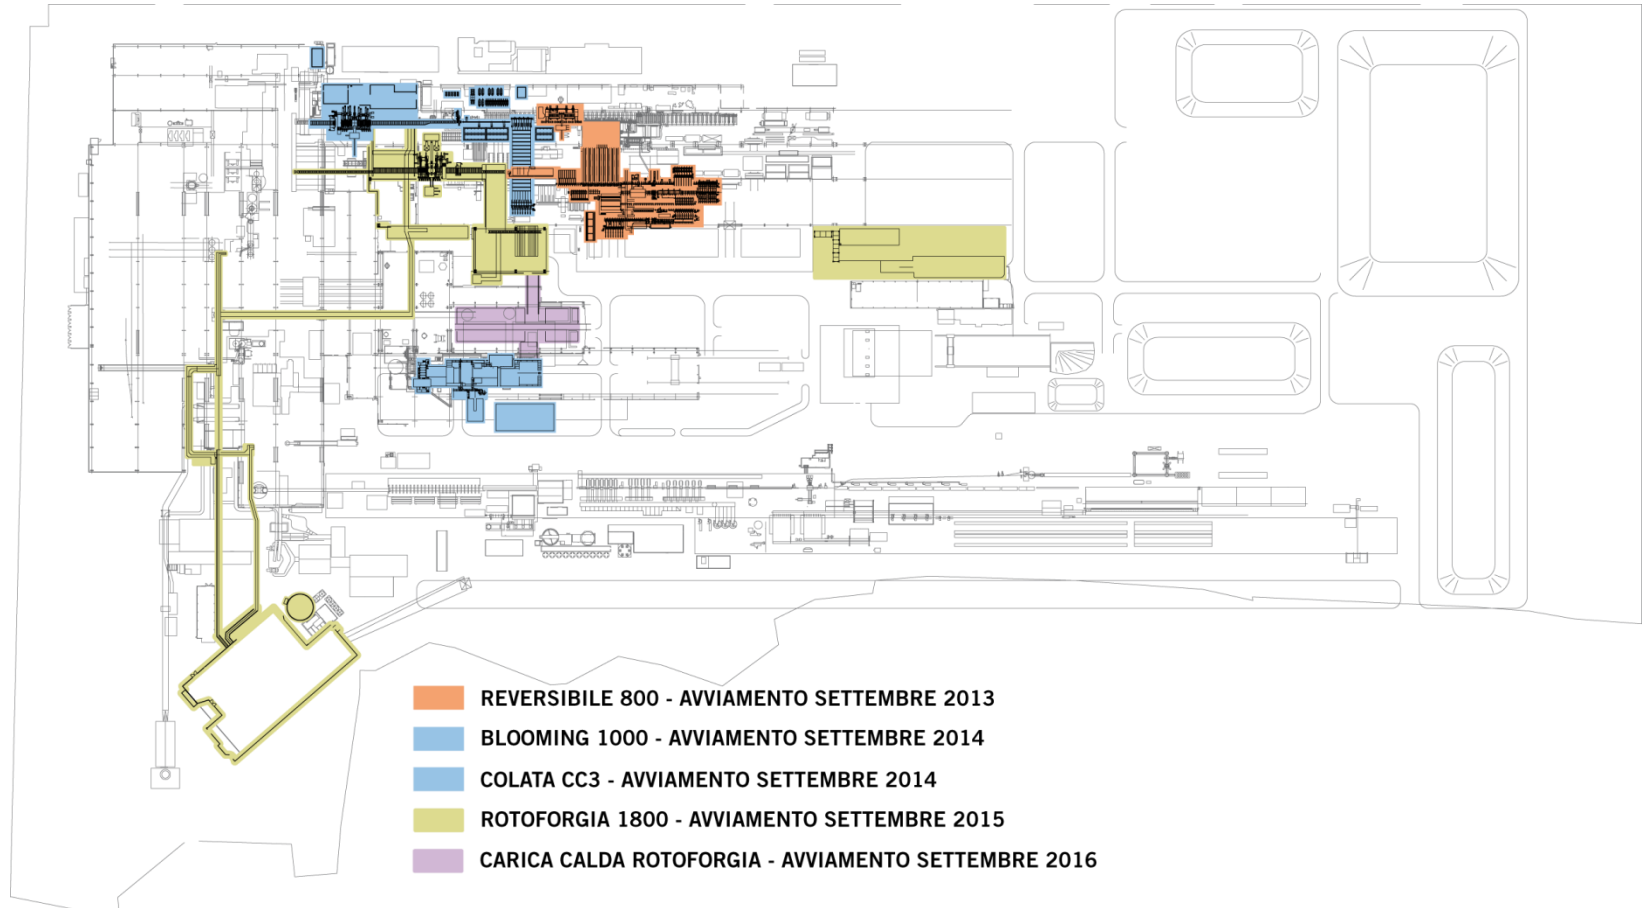 REVERSIBILE 800 - AVVIAMENTO SETTEMBRE 2013
BLOOMING 1000 - AVVIAMENTO SETTEMBRE 2014
COLATA CC3 - AVVIAMENTO SETTEMBRE 2014
ROTOFORGIA 1800 - AVVIAMENTO SETTEMBRE 2015
CARICA CALDA ROTOFORGIA - AVVIAMENTO SETTEMBRE 2016